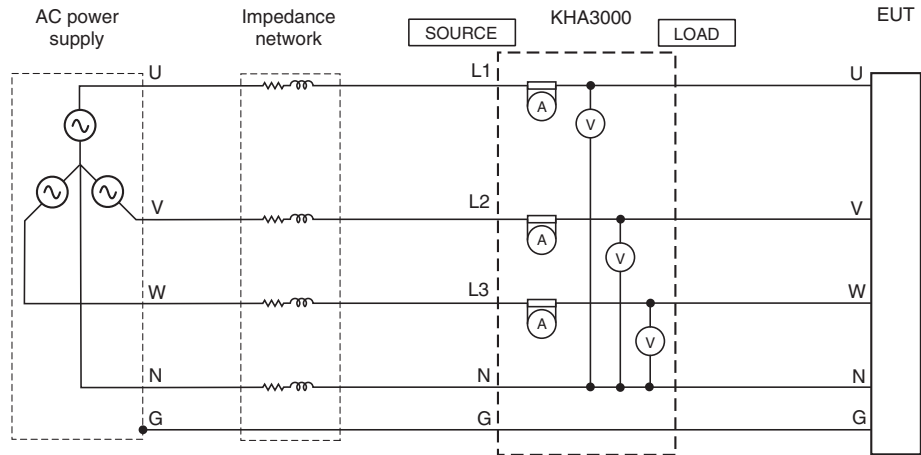 AC power
supply
Impedance
network
SOURCE
KHA3000
LOAD
EUT
U
L1
U
A
V
V
L2
V
A
V
W
L3
W
A
V
N
N
N
G
G
G